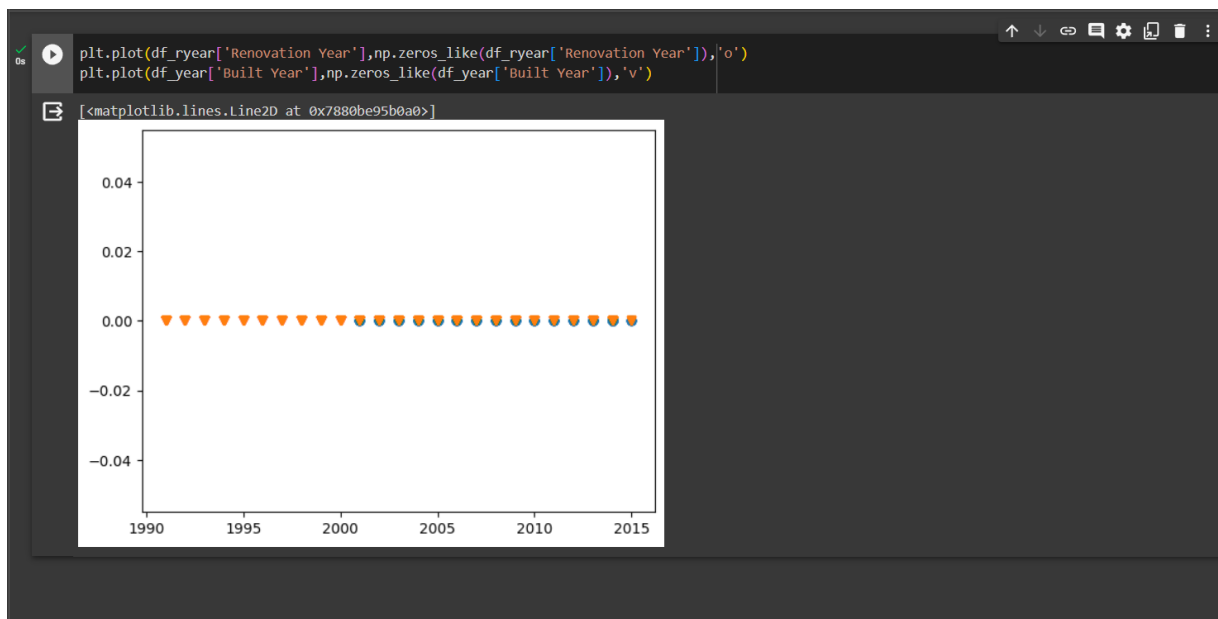 plt.plot(df_ryear['Renovation Year'],np.zeros_like(df_ryear['Renovation Year']),'o')
0s
plt.plot(df_year['Built Year'],np.zeros_like(df_year['Built Year']),'v')
[<matplotlib.lines.Line2D at 0x7880be95b0a0>]
0.04
0.02
0.00
−0.02
−0.04
1990 1995 2000 2005 2010 2015